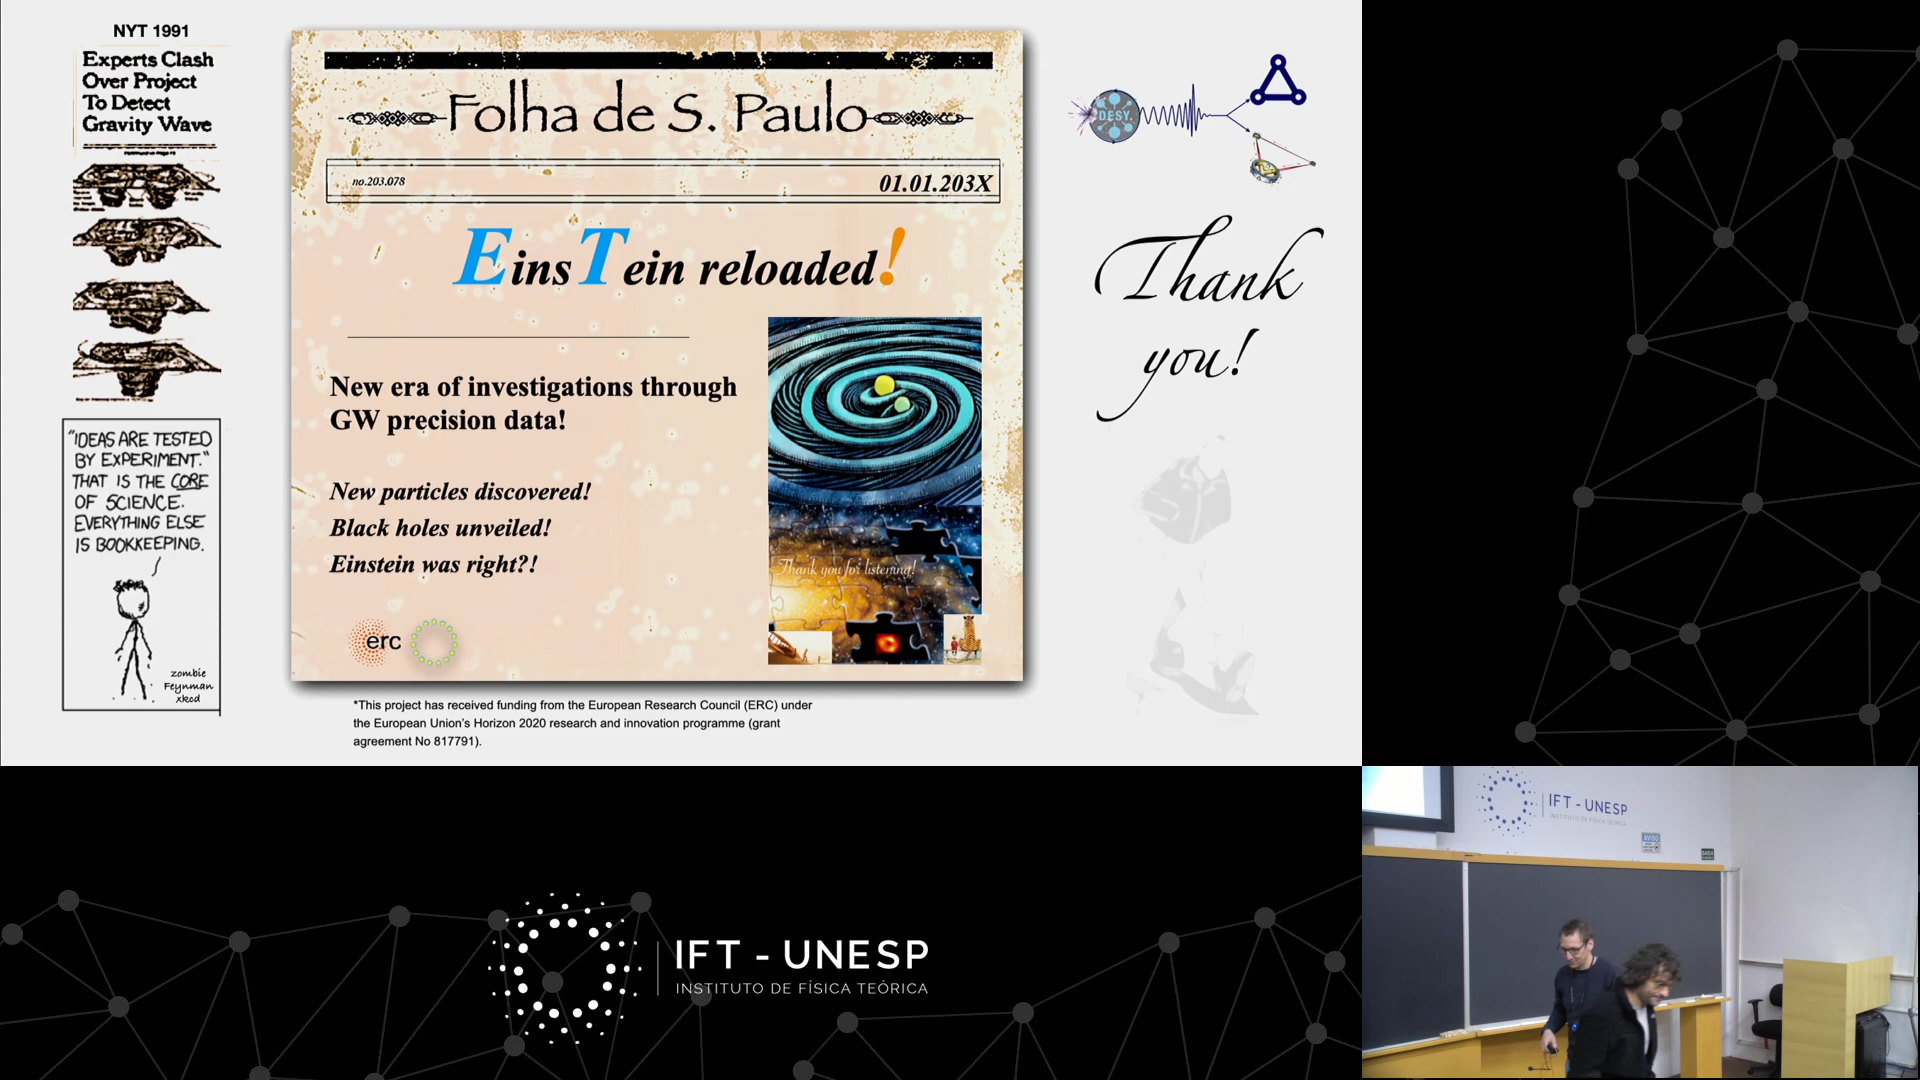 NYT 1991
Experts Clash
Over Project
To Detect
Gravity Wave
"IDEAS ARE TESTED
BY EXPERIMENT."
THAT IS THE CORE
OF SCIENCE.
EVERYTHING ELSE
IS BOOKKEEPING.
zombie
Feynman
xkcd
Folha de S. Paulo
no.203.078
01.01.203X
EinsTein reloaded!
New era of investigations through
GW precision data!
New particles discovered!
Black holes unveiled!
Einstein was right?!
Thank you for listening!
erc
*This project has received funding from the European Research Council (ERC) under
the European Union's Horizon 2020 research and innovation programme (grant
agreement No 817791).
DESY.
Thank
you!
IFT - UNESP
INSTITUTO DE FÍSICA TEÓRICA
IFT - UNESP
INSTITUTO DE FÍSICA TEÓRICA
AVISO